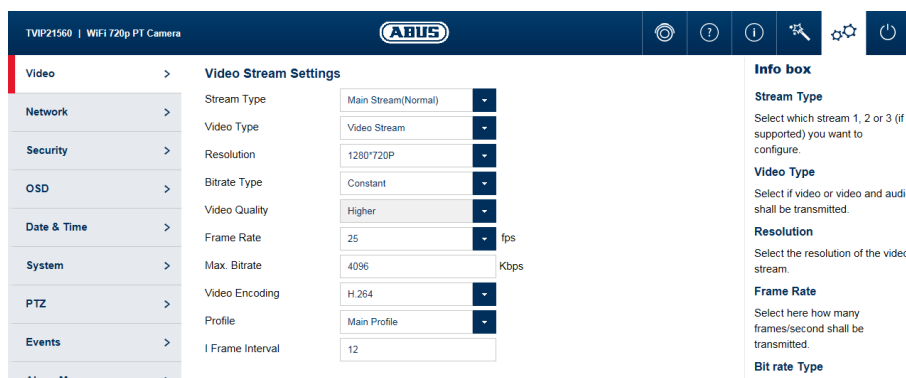 TVIP21560 | WiFi 720p PT Camera
ABUS
Video
Network
Security
OSD
Date & Time
System
PTZ
Events
Video Stream Settings
Stream Type Main Stream(Normal)
Video Type Video Stream
Resolution 1280*720P
Bitrate Type Constant
Video Quality Higher
Frame Rate 25 fps
Max. Bitrate 4096 Kbps
Video Encoding H.264
Profile Main Profile
I Frame Interval 12
Info box
Stream Type
Select which stream 1, 2 or 3 (if
supported) you want to
configure.
Video Type
Select if video or video and audi
shall be transmitted.
Resolution
Select the resolution of the video
stream.
Frame Rate
Select here how many
frames/second shall be
transmitted.
Bit rate Type